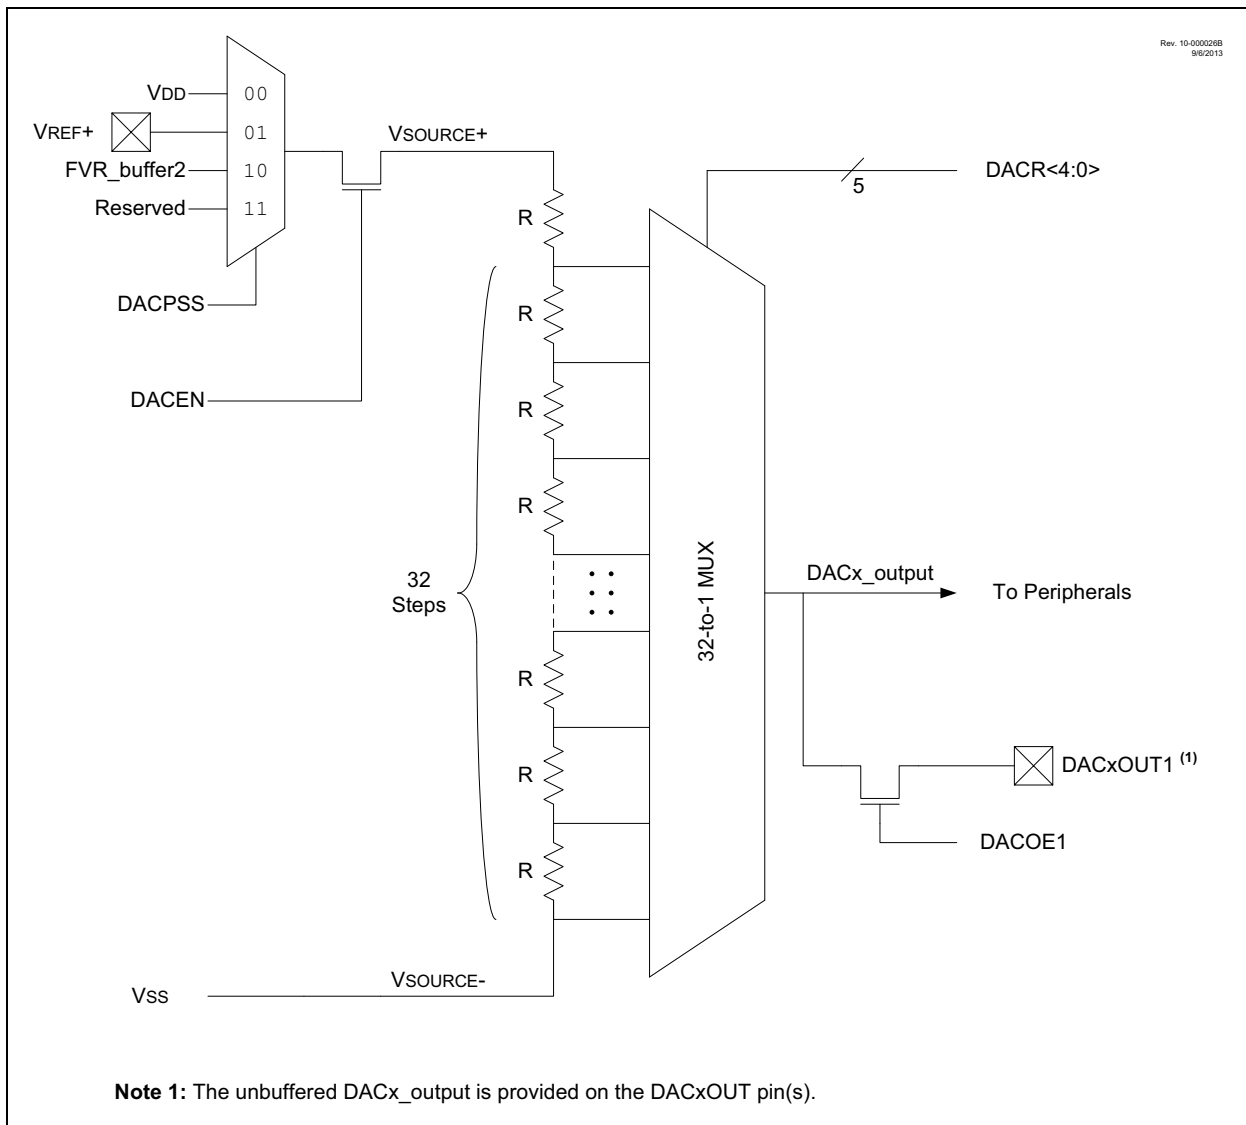 Rev. 10-000026B
9/6/2013
VDD
00
VREF+
01
VSOURCE+
FVR_buffer2
10
DACR<4:0>
5
Reserved
11
R
DACPSS
R
DACEN
R
R
32
Steps
32-to-1 MUX
DACx_output
To Peripherals
R
R
DACxOUT1 (1)
DACOE1
R
VSOURCE-
VSS
Note 1: The unbuffered DACx_output is provided on the DACxOUT pin(s).